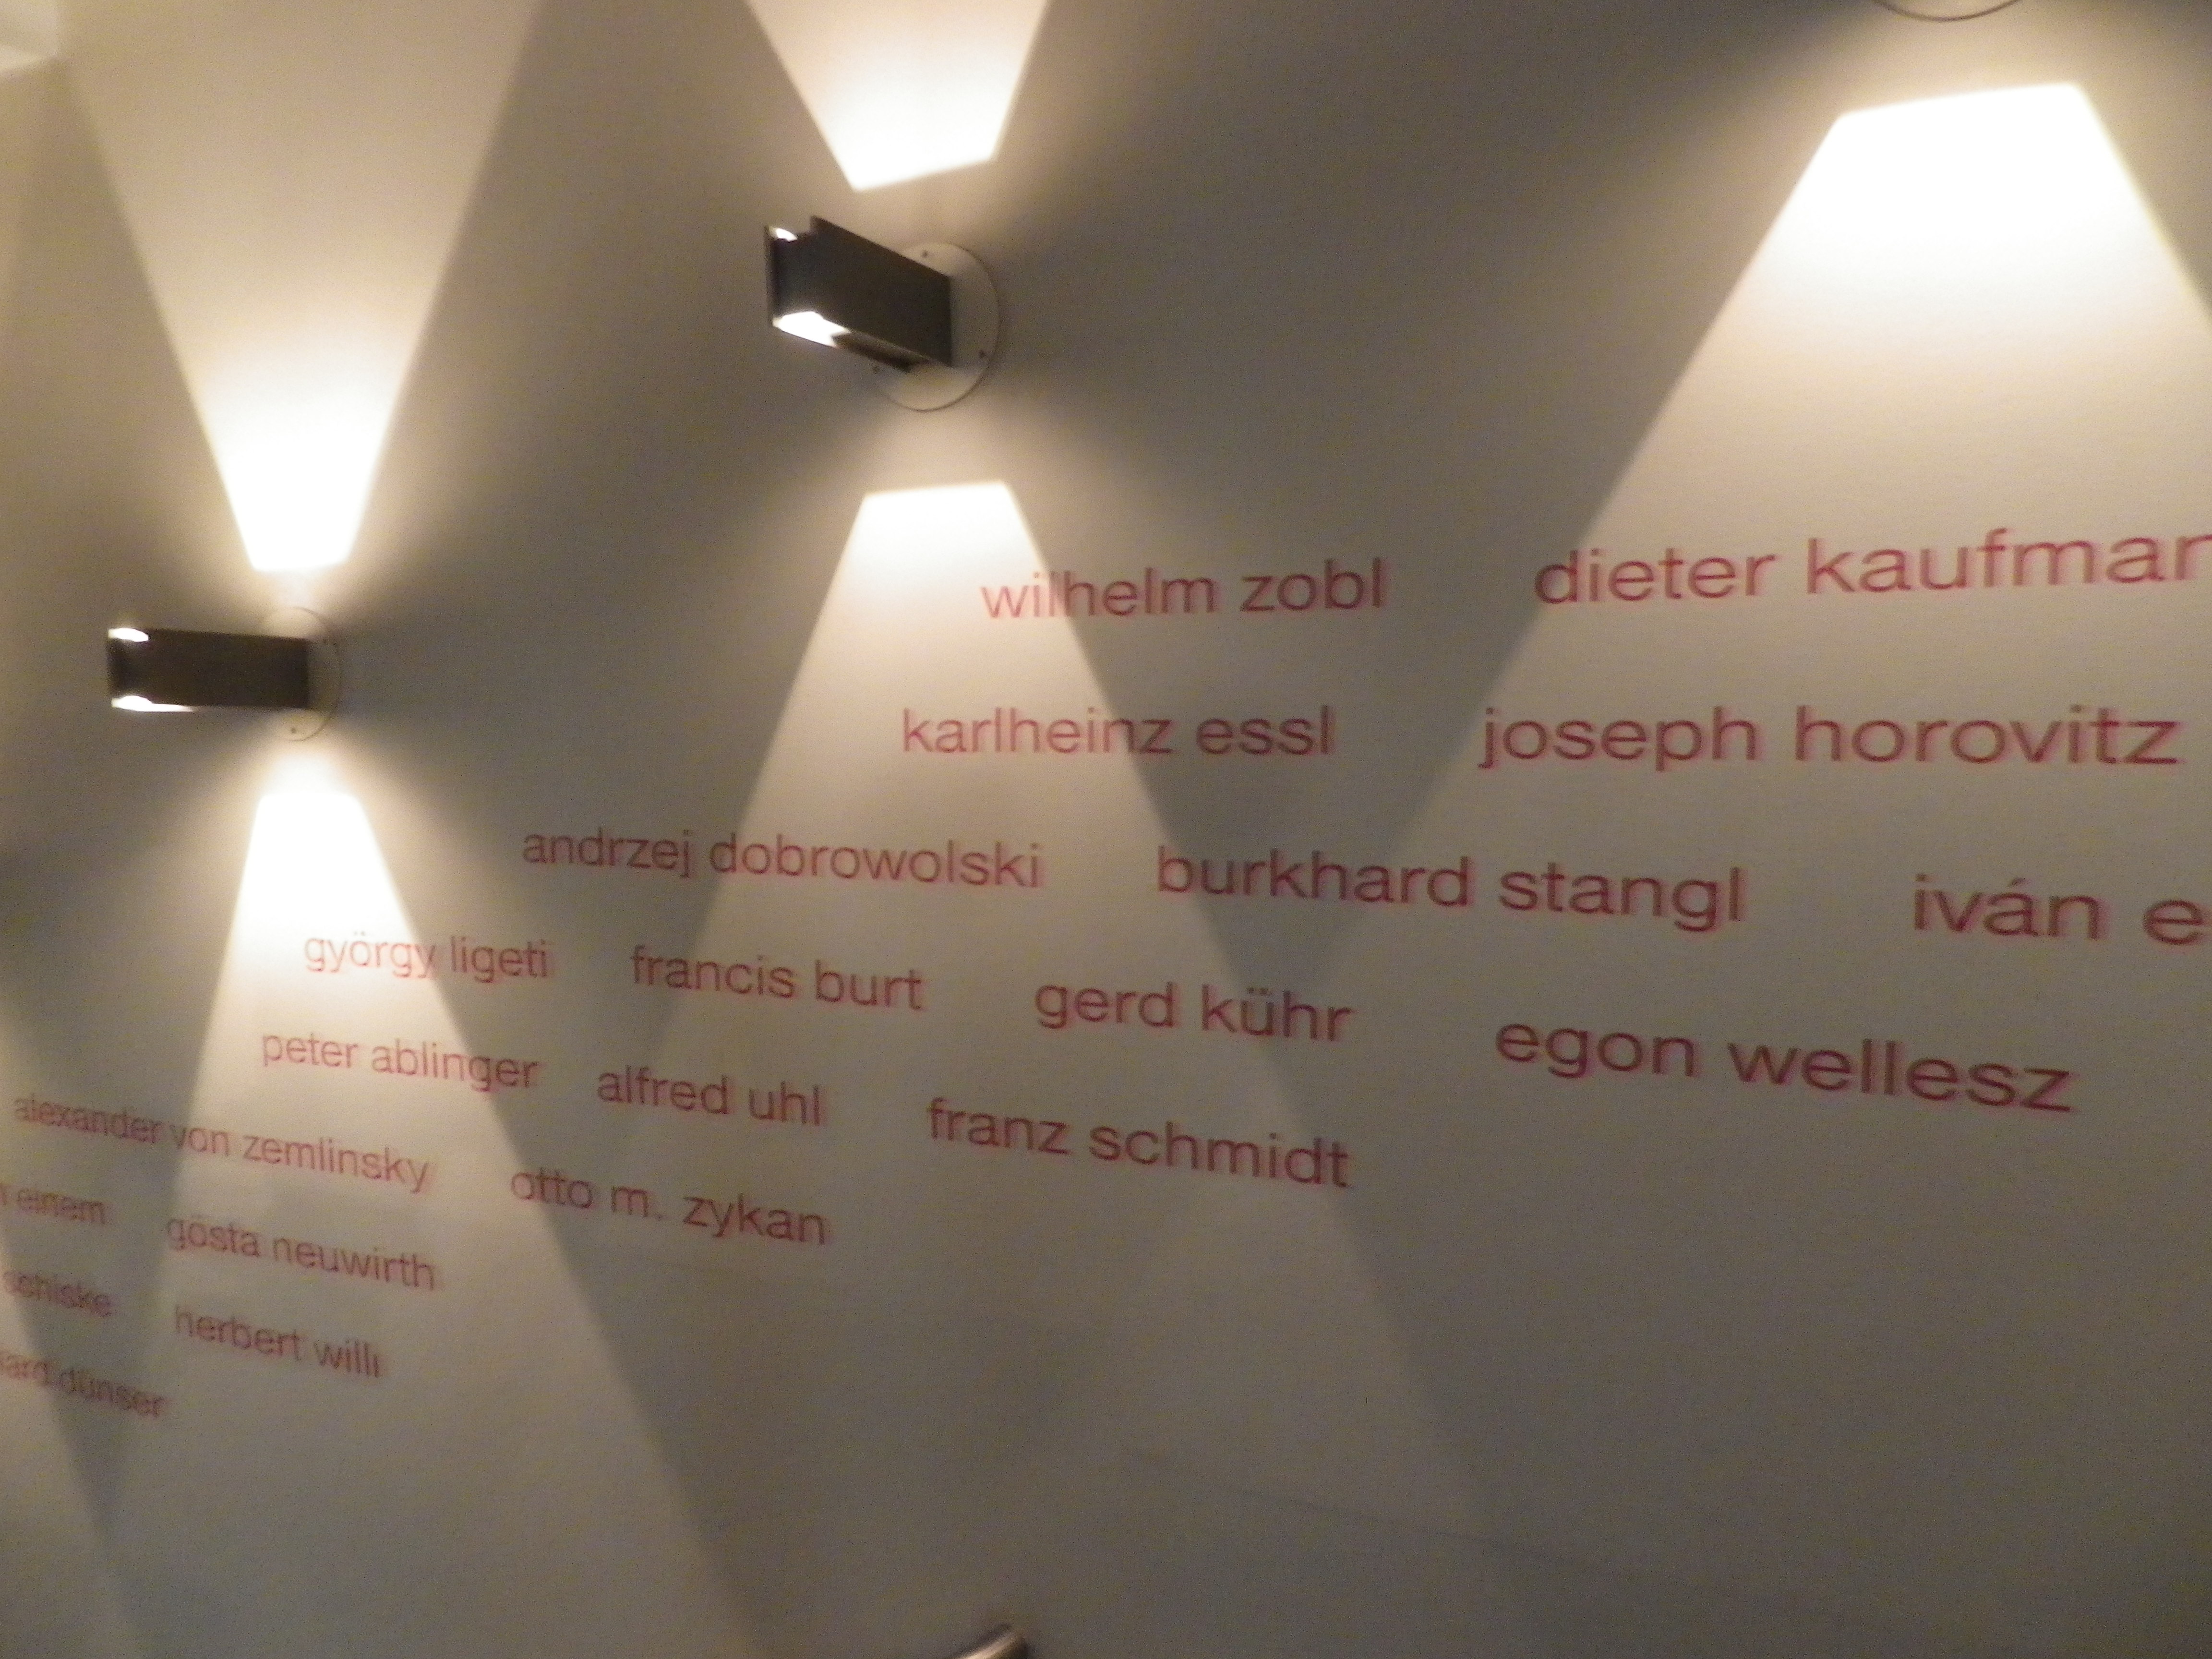 wilhelm zobl dieter kaufmar
karlheinz essl joseph horovitz
andrzej dobrowolski burkhard stangl iván e
györgy ligeti francis burt gerd kühr egon wellesz
peter ablinger alfred uhl franz schmidt
alexander von zemlinsky otto m. zykan
einem gösta neuwirth
schiske herbert willi
dünser